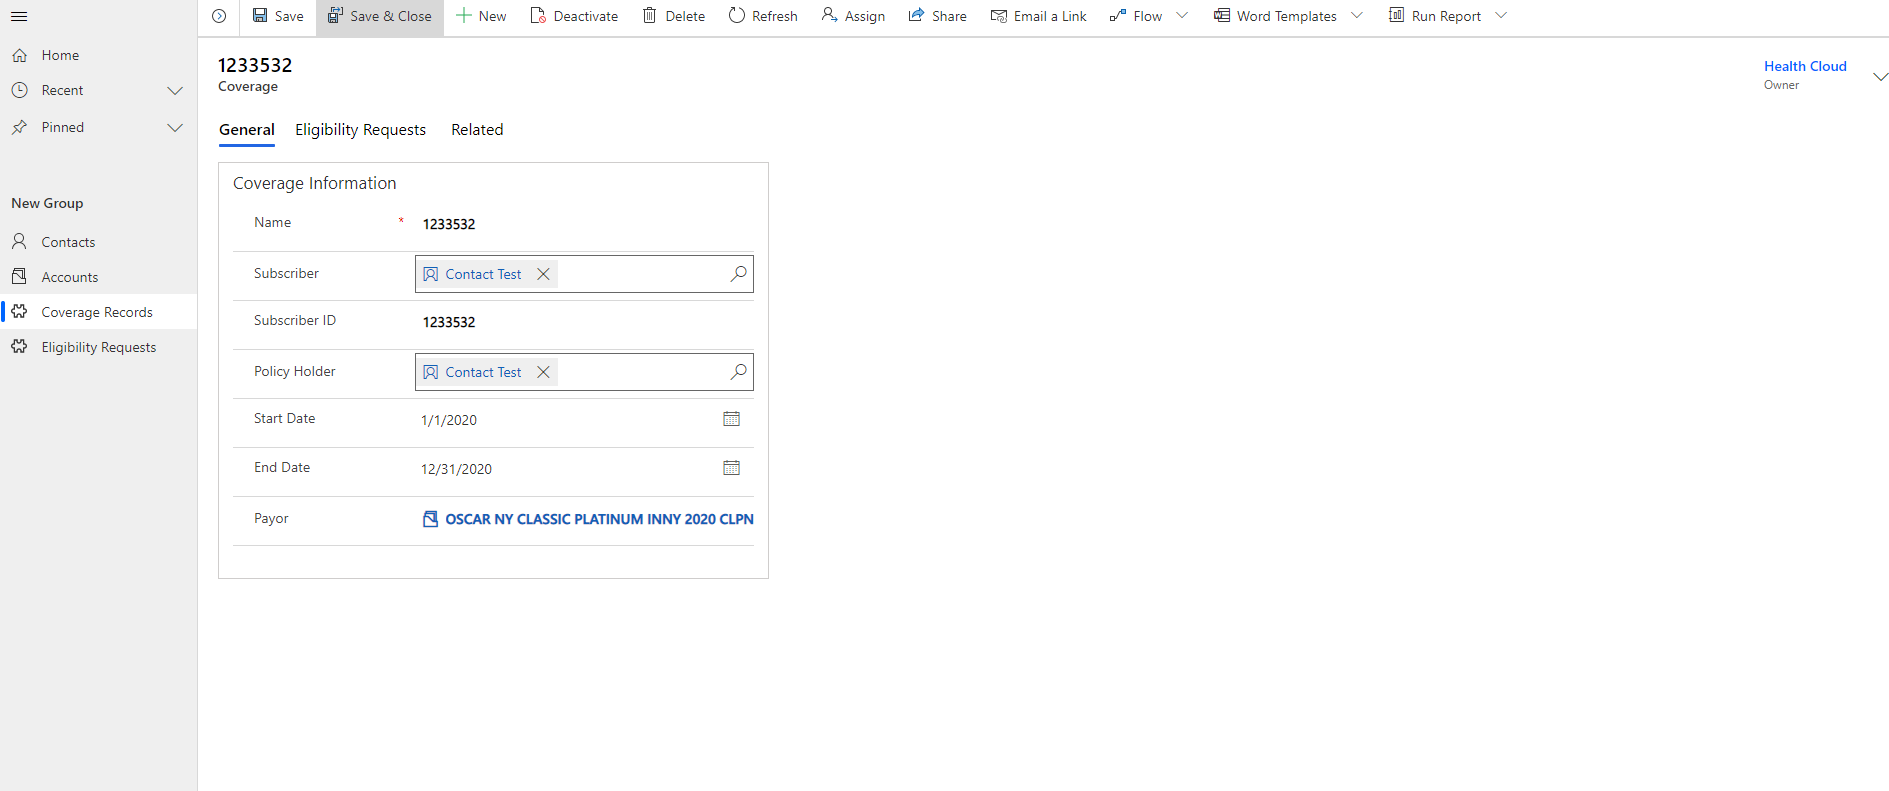 Save
Save & Close
New
Deactivate
Delete
Refresh
Assign
Share
Email a Link
Flow
Word Templates
Run Report
Home
Recent
Pinned
New Group
Contacts
Accounts
Coverage Records
Eligibility Requests
1233532
Coverage
Health Cloud
Owner
General
Eligibility Requests
Related
Coverage Information
Name * 1233532
Subscriber Contact Test
Subscriber ID 1233532
Policy Holder Contact Test
Start Date 1/1/2020
End Date 12/31/2020
Payor OSCAR NY CLASSIC PLATINUM INNY 2020 CLPN